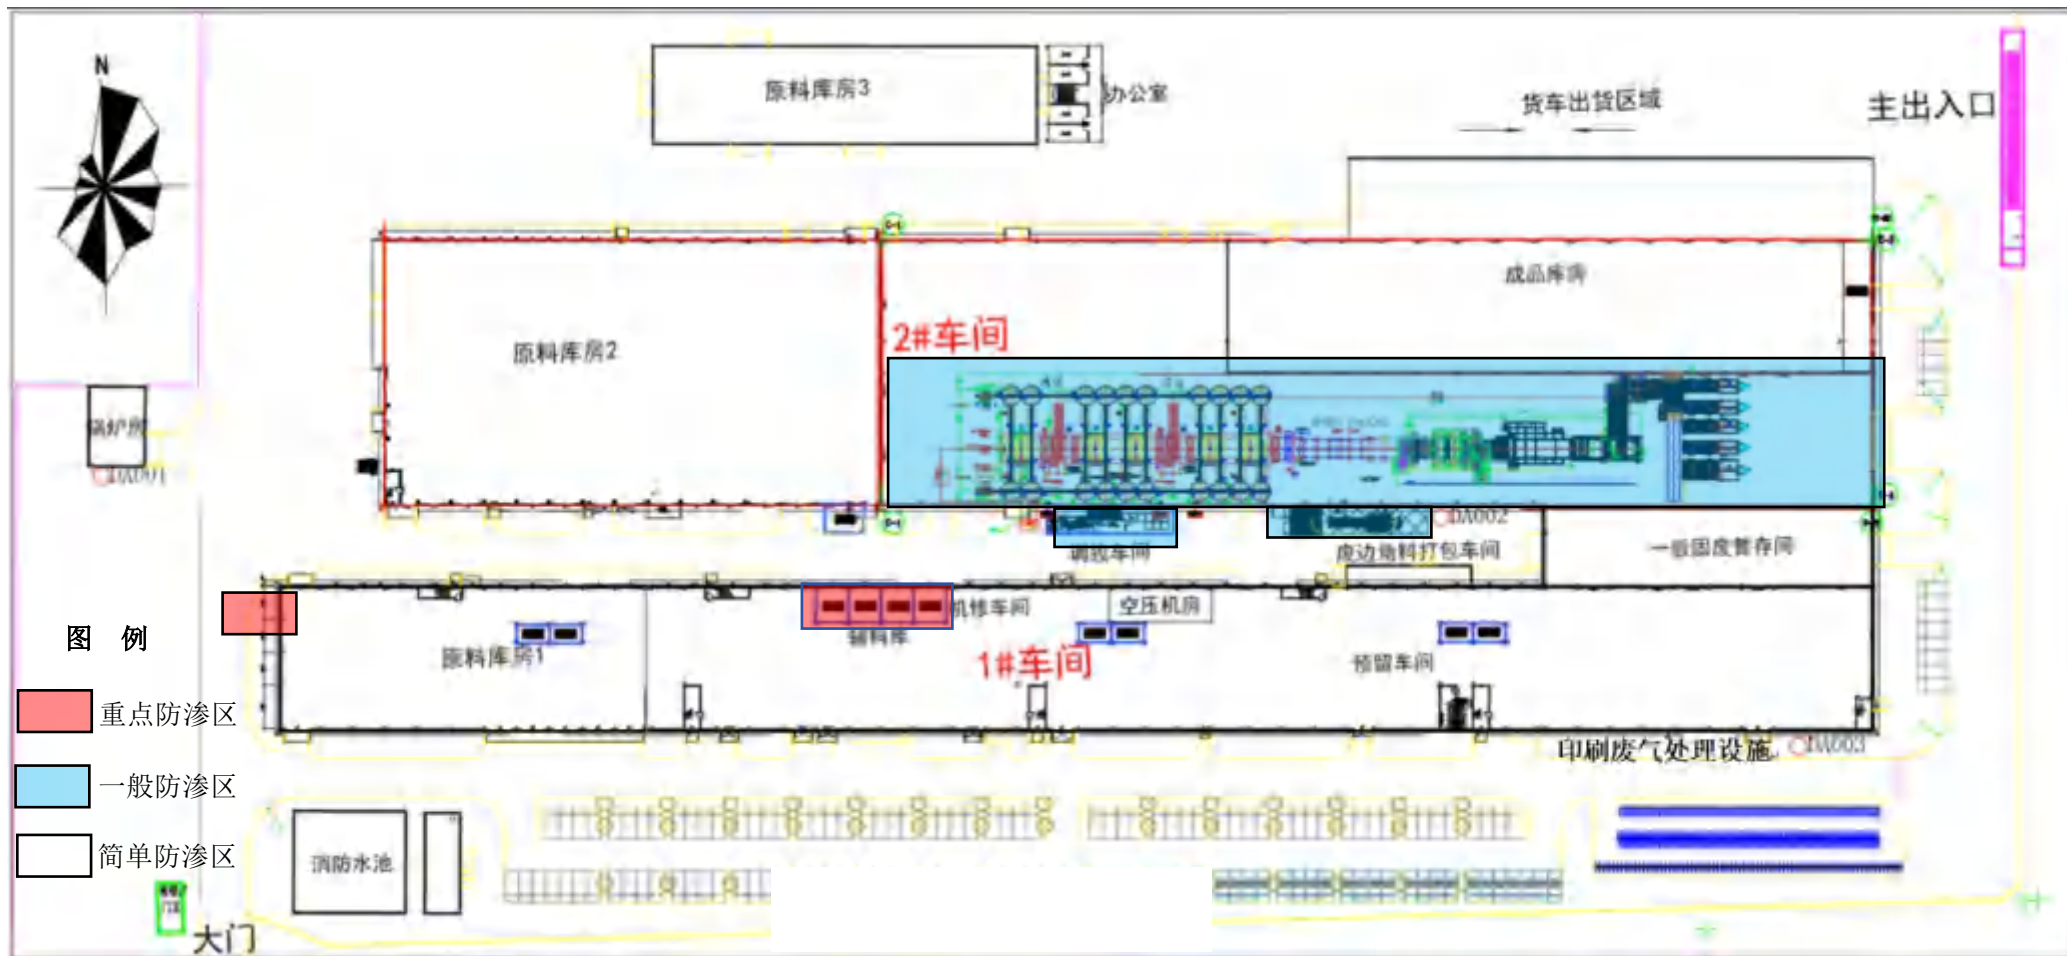 N
原料库房3
办公室
货车出货区域
主出入口
成品库房
2#车间
原料库房2
锅炉房
DA001
DA002
调胶车间
废边角料打包车间
一般固废暂存间
机修车间
空压机房
辅料库
原料库房1
1#车间
预留车间
图 例
重点防渗区
一般防渗区
简单防渗区
印刷废气处理设施
DA003
消防水池
大门